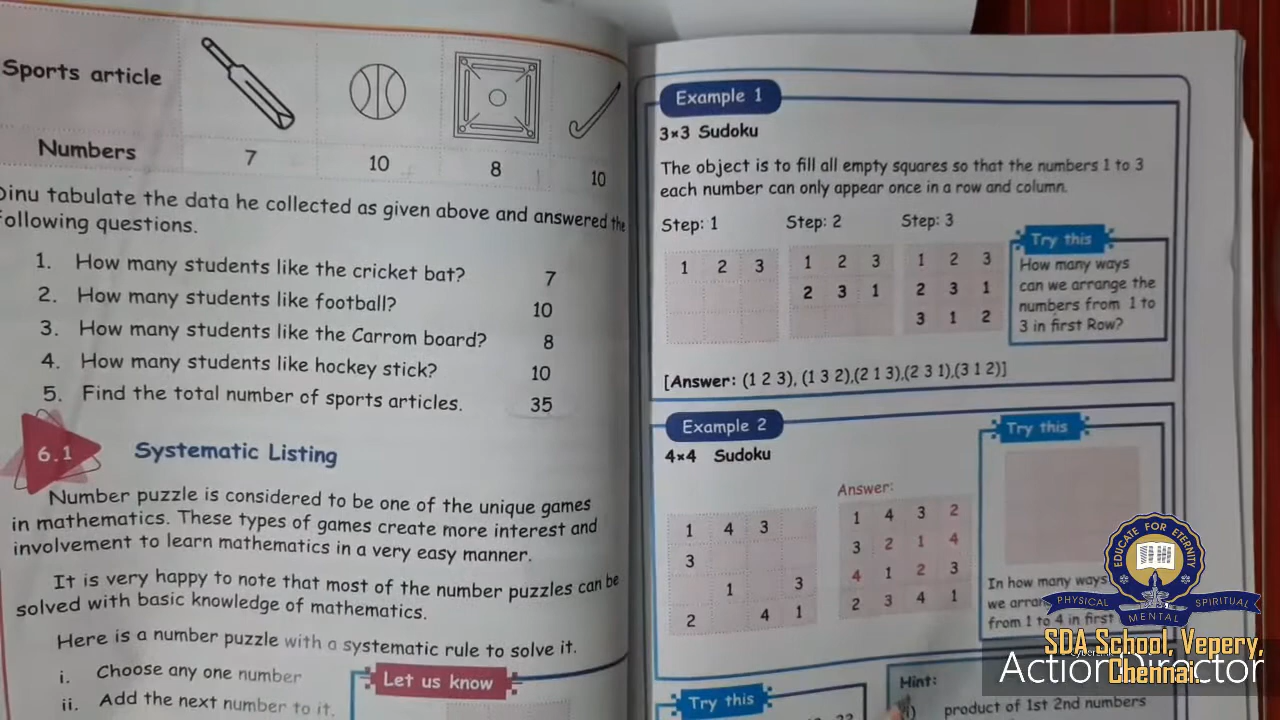 Sports article
Numbers 7 10 8 10
Dinu tabulate the data he collected as given above and answered the
following questions.
1. How many students like the cricket bat? 7
2. How many students like football? 10
3. How many students like the Carrom board? 8
4. How many students like hockey stick? 10
5. Find the total number of sports articles. 35
6.1 Systematic Listing
Number puzzle is considered to be one of the unique games
in mathematics. These types of games create more interest and
involvement to learn mathematics in a very easy manner.
It is very happy to note that most of the number puzzles can be
solved with basic knowledge of mathematics.
Here is a number puzzle with a systematic rule to solve it.
i. Choose any one number
ii. Add the next number to it.
Let us know
Example 1
3×3 Sudoku
The object is to fill all empty squares so that the numbers 1 to 3
each number can only appear once in a row and column.
Step: 1 Step: 2 Step: 3
1 2 3
1 2 3
2 3 1
1 2 3
2 3 1
3 1 2
Try this
How many ways
can we arrange the
numbers from 1 to
3 in first Row?
[Answer: (1 2 3), (1 3 2),(2 1 3),(2 3 1),(3 1 2)]
Example 2
4×4 Sudoku
1 4 3
3
1 3
2 4 1
Answer:
1 4 3 2
3 2 1 4
4 1 2 3
2 3 4 1
Try this
In how many ways
we
from 1 to 4 in first
Try this
Hint:
i) product of 1st 2nd numbers
EDUCATE FOR ETERNITY
PHYSICAL MENTAL SPIRITUAL
SDA School, Vepery,
Chennai.
ActionDirector